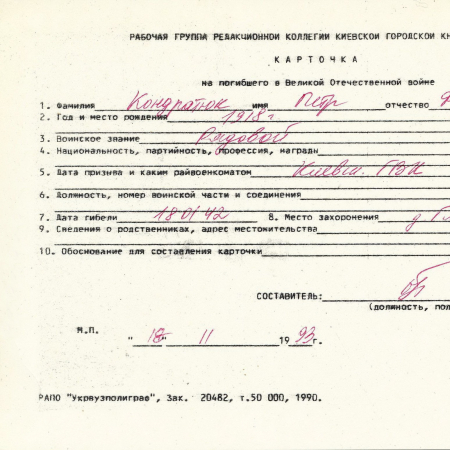 РАБОЧАЯ ГРУППА РЕДАКЦИОННОЙ КОЛЛЕГИИ КИЕВСКОЙ ГОРОДСКОЙ КН
КАРТОЧКА
на погибшего в Великой Отечественной войне
1. Фамилия Кондратюк имя Петр отчество
2. Год и место рождения 1918 г
3. Воинское звание Рядовой
4. Национальность, партийность, профессия, награды
5. Дата призыва и каким райвоенкоматом Киевск. ГВК
6. Должность, номер воинской части и соединения
7. Дата гибели 18 01 42 8. Место захоронения д.
9. Сведения о родственниках, адрес местожительства
10. Обоснование для составления карточки
СОСТАВИТЕЛЬ:
(должность, пол
М.П.
"18" 11 1993 г.
РАПО "Укрвузполиграф", Зак. 20482, т.50 000, 1990.